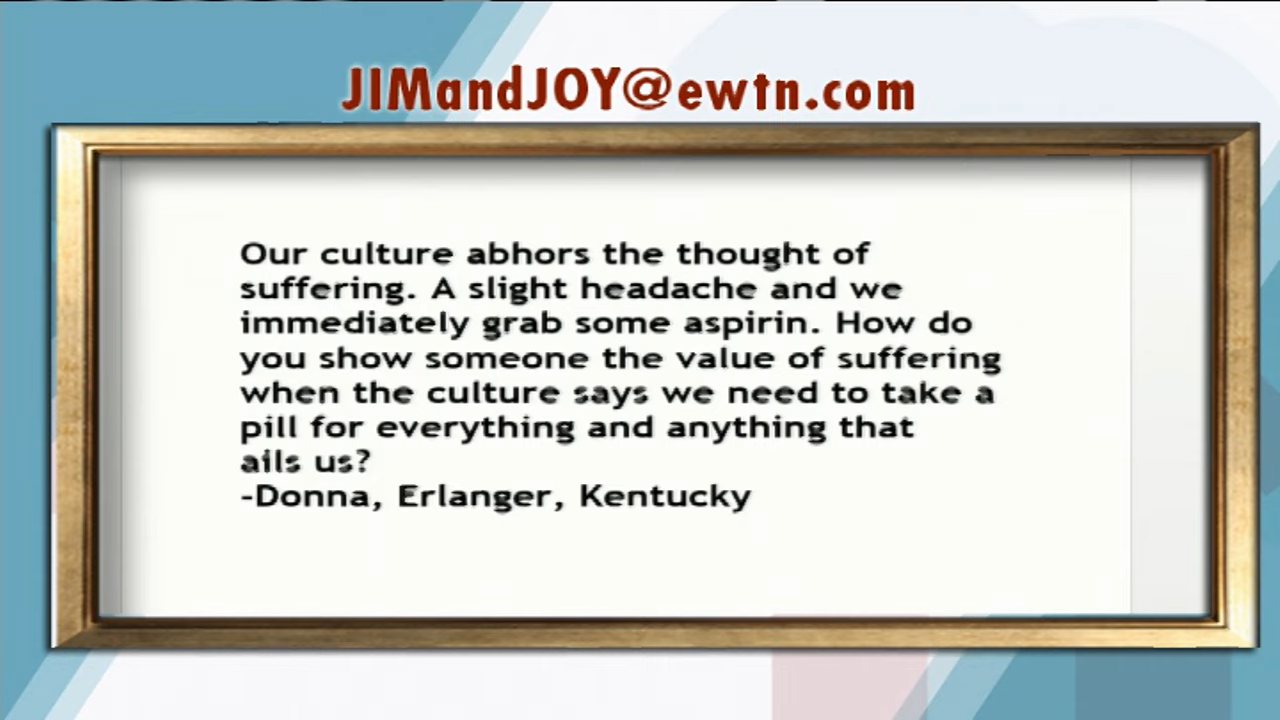 JIMandJOY@ewtn.com
Our culture abhors the thought of
suffering. A slight headache and we
immediately grab some aspirin. How do
you show someone the value of suffering
when the culture says we need to take a
pill for everything and anything that
ails us?
-Donna, Erlanger, Kentucky